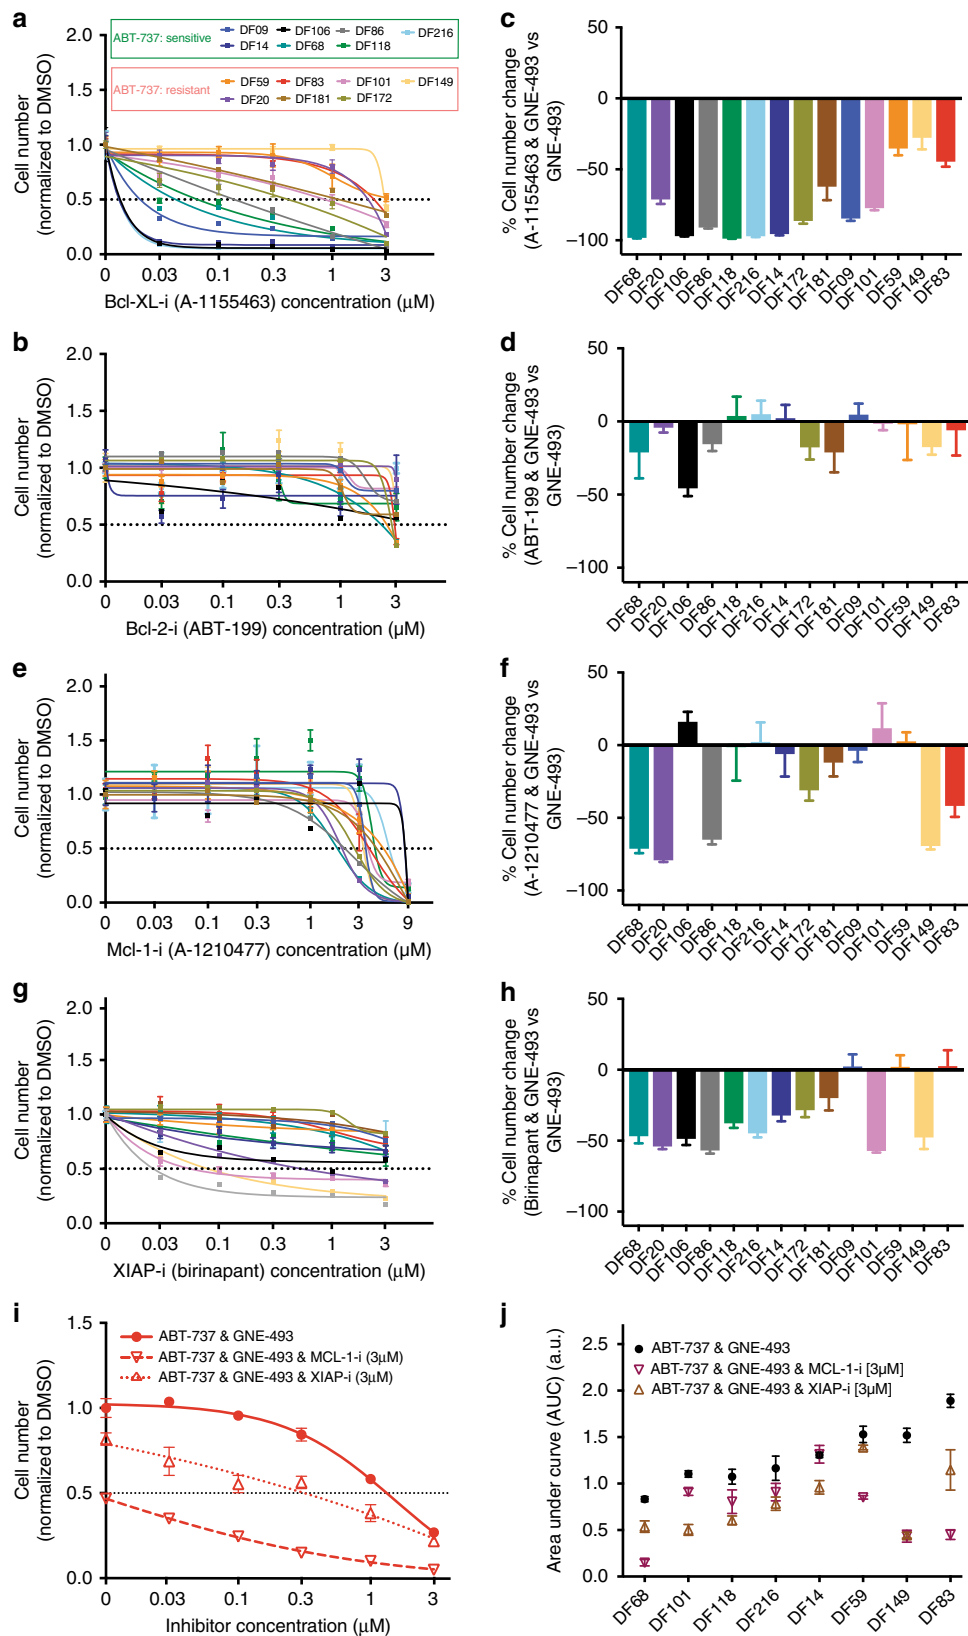 a
ABT-737: sensitive
DF09
DF106
DF86
DF216
DF14
DF68
DF118
ABT-737: resistant
DF59
DF83
DF101
DF149
DF20
DF181
DF172
Cell number
(normalized to DMSO)
2.0
1.5
1.0
0.5
0.0
0 0.03 0.1 0.3 1 3
Bcl-XL-i (A-1155463) concentration (µM)
c
% Cell number change
(A-1155463 & GNE-493 vs
GNE-493)
50
0
−50
−100
DF68 DF20 DF106 DF86 DF118 DF216 DF14 DF172 DF181 DF09 DF101 DF59 DF149 DF83
b
Cell number
(normalized to DMSO)
2.0
1.0
0.5
0.0
0 0.03 0.1 0.3 1 3
Bcl-2-i (ABT-199) concentration (µM)
d
% Cell number change
(ABT-199 & GNE-493 vs
GNE-493)
50
0
−50
−100
DF68 DF20 DF106 DF86 DF118 DF216 DF14 DF172 DF181 DF09 DF101 DF59 DF149 DF83
e
Cell number
(normalized to DMSO)
2.0
1.5
1.0
0.5
0.0
0 0.03 0.1 0.3 1 3 9
Mcl-1-i (A-1210477) concentration (µM)
f
% Cell number change
(A-1210477 & GNE-493 vs
GNE-493)
50
0
−50
−100
DF68 DF20 DF106 DF86 DF118 DF216 DF14 DF172 DF181 DF09 DF101 DF59 DF149 DF83
g
Cell number
(normalized to DMSO)
2.0
1.5
1.0
0.5
0.0
0 0.03 0.1 0.3 1 3
XIAP-i (birinapant) concentration (µM)
h
% Cell number change
(Birinapant & GNE-493 vs
GNE-493)
50
0
−50
−100
DF68 DF20 DF106 DF86 DF118 DF216 DF14 DF172 DF181 DF09 DF101 DF59 DF149 DF83
i
ABT-737 & GNE-493
ABT-737 & GNE-493 & MCL-1-i (3µM)
ABT-737 & GNE-493 & XIAP-i (3µM)
Cell number
(normalized to DMSO)
1.5
1.0
0.5
0.0
0 0.03 0.1 0.3 1 3
Inhibitor concentration (µM)
j
ABT-737 & GNE-493
ABT-737 & GNE-493 & MCL-1-i [3µM]
ABT-737 & GNE-493 & XIAP-i [3µM]
Area under curve (AUC) (a.u.)
2.5
2.0
1.5
1.0
0.5
0.0
DF68 DF101 DF118 DF216 DF14 DF59 DF149 DF83